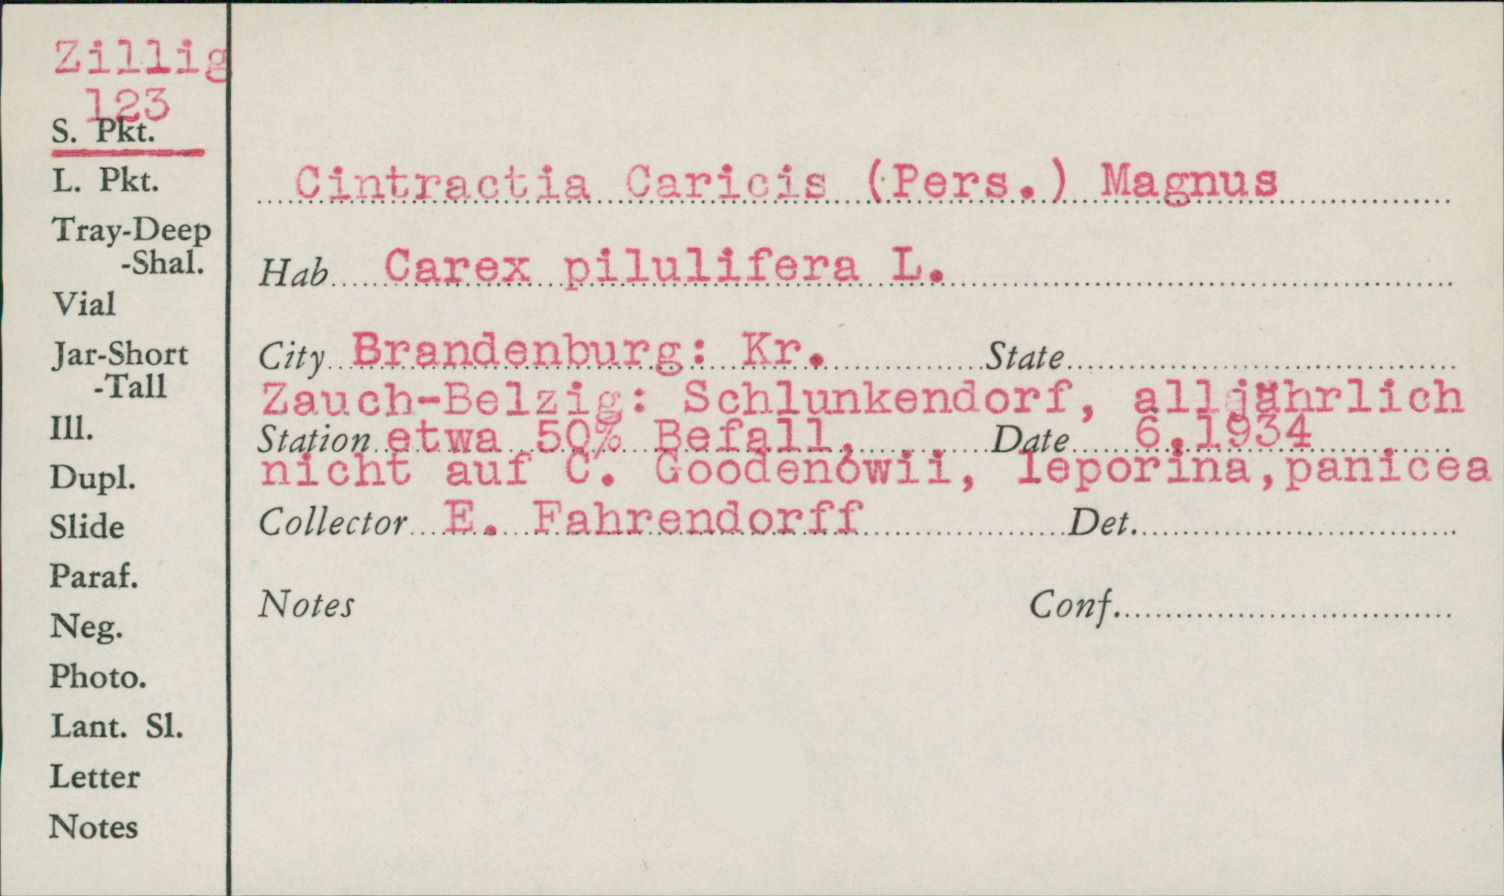 Zillig
123
S. Pkt.
L. Pkt.
Tray-Deep
-Shal.
Vial
Jar-Short
-Tall
Ill.
Dupl.
Slide
Paraf.
Neg.
Photo.
Lant. Sl.
Letter
Notes
Cintractia Caricis (Pers.) Magnus
Hab Carex pilulifera L.
City Brandenburg: Kr. State
Zauch-Belzig: Schlunkendorf, alljährlich
Station etwa 50% Befall, Date 6.1934
nicht auf C. Goodenowii, leporina,panicea
Collector E. Fahrendorff Det.
Notes Conf.